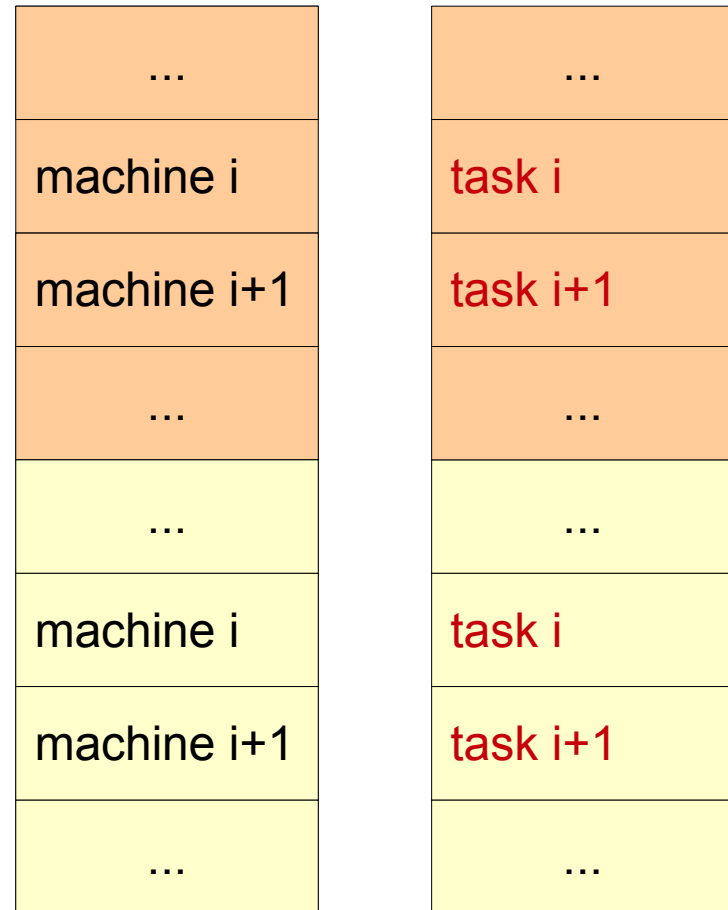 ... ...
machine i task i
machine i+1 task i+1
... ...
... ...
machine i task i
machine i+1 task i+1
... ...